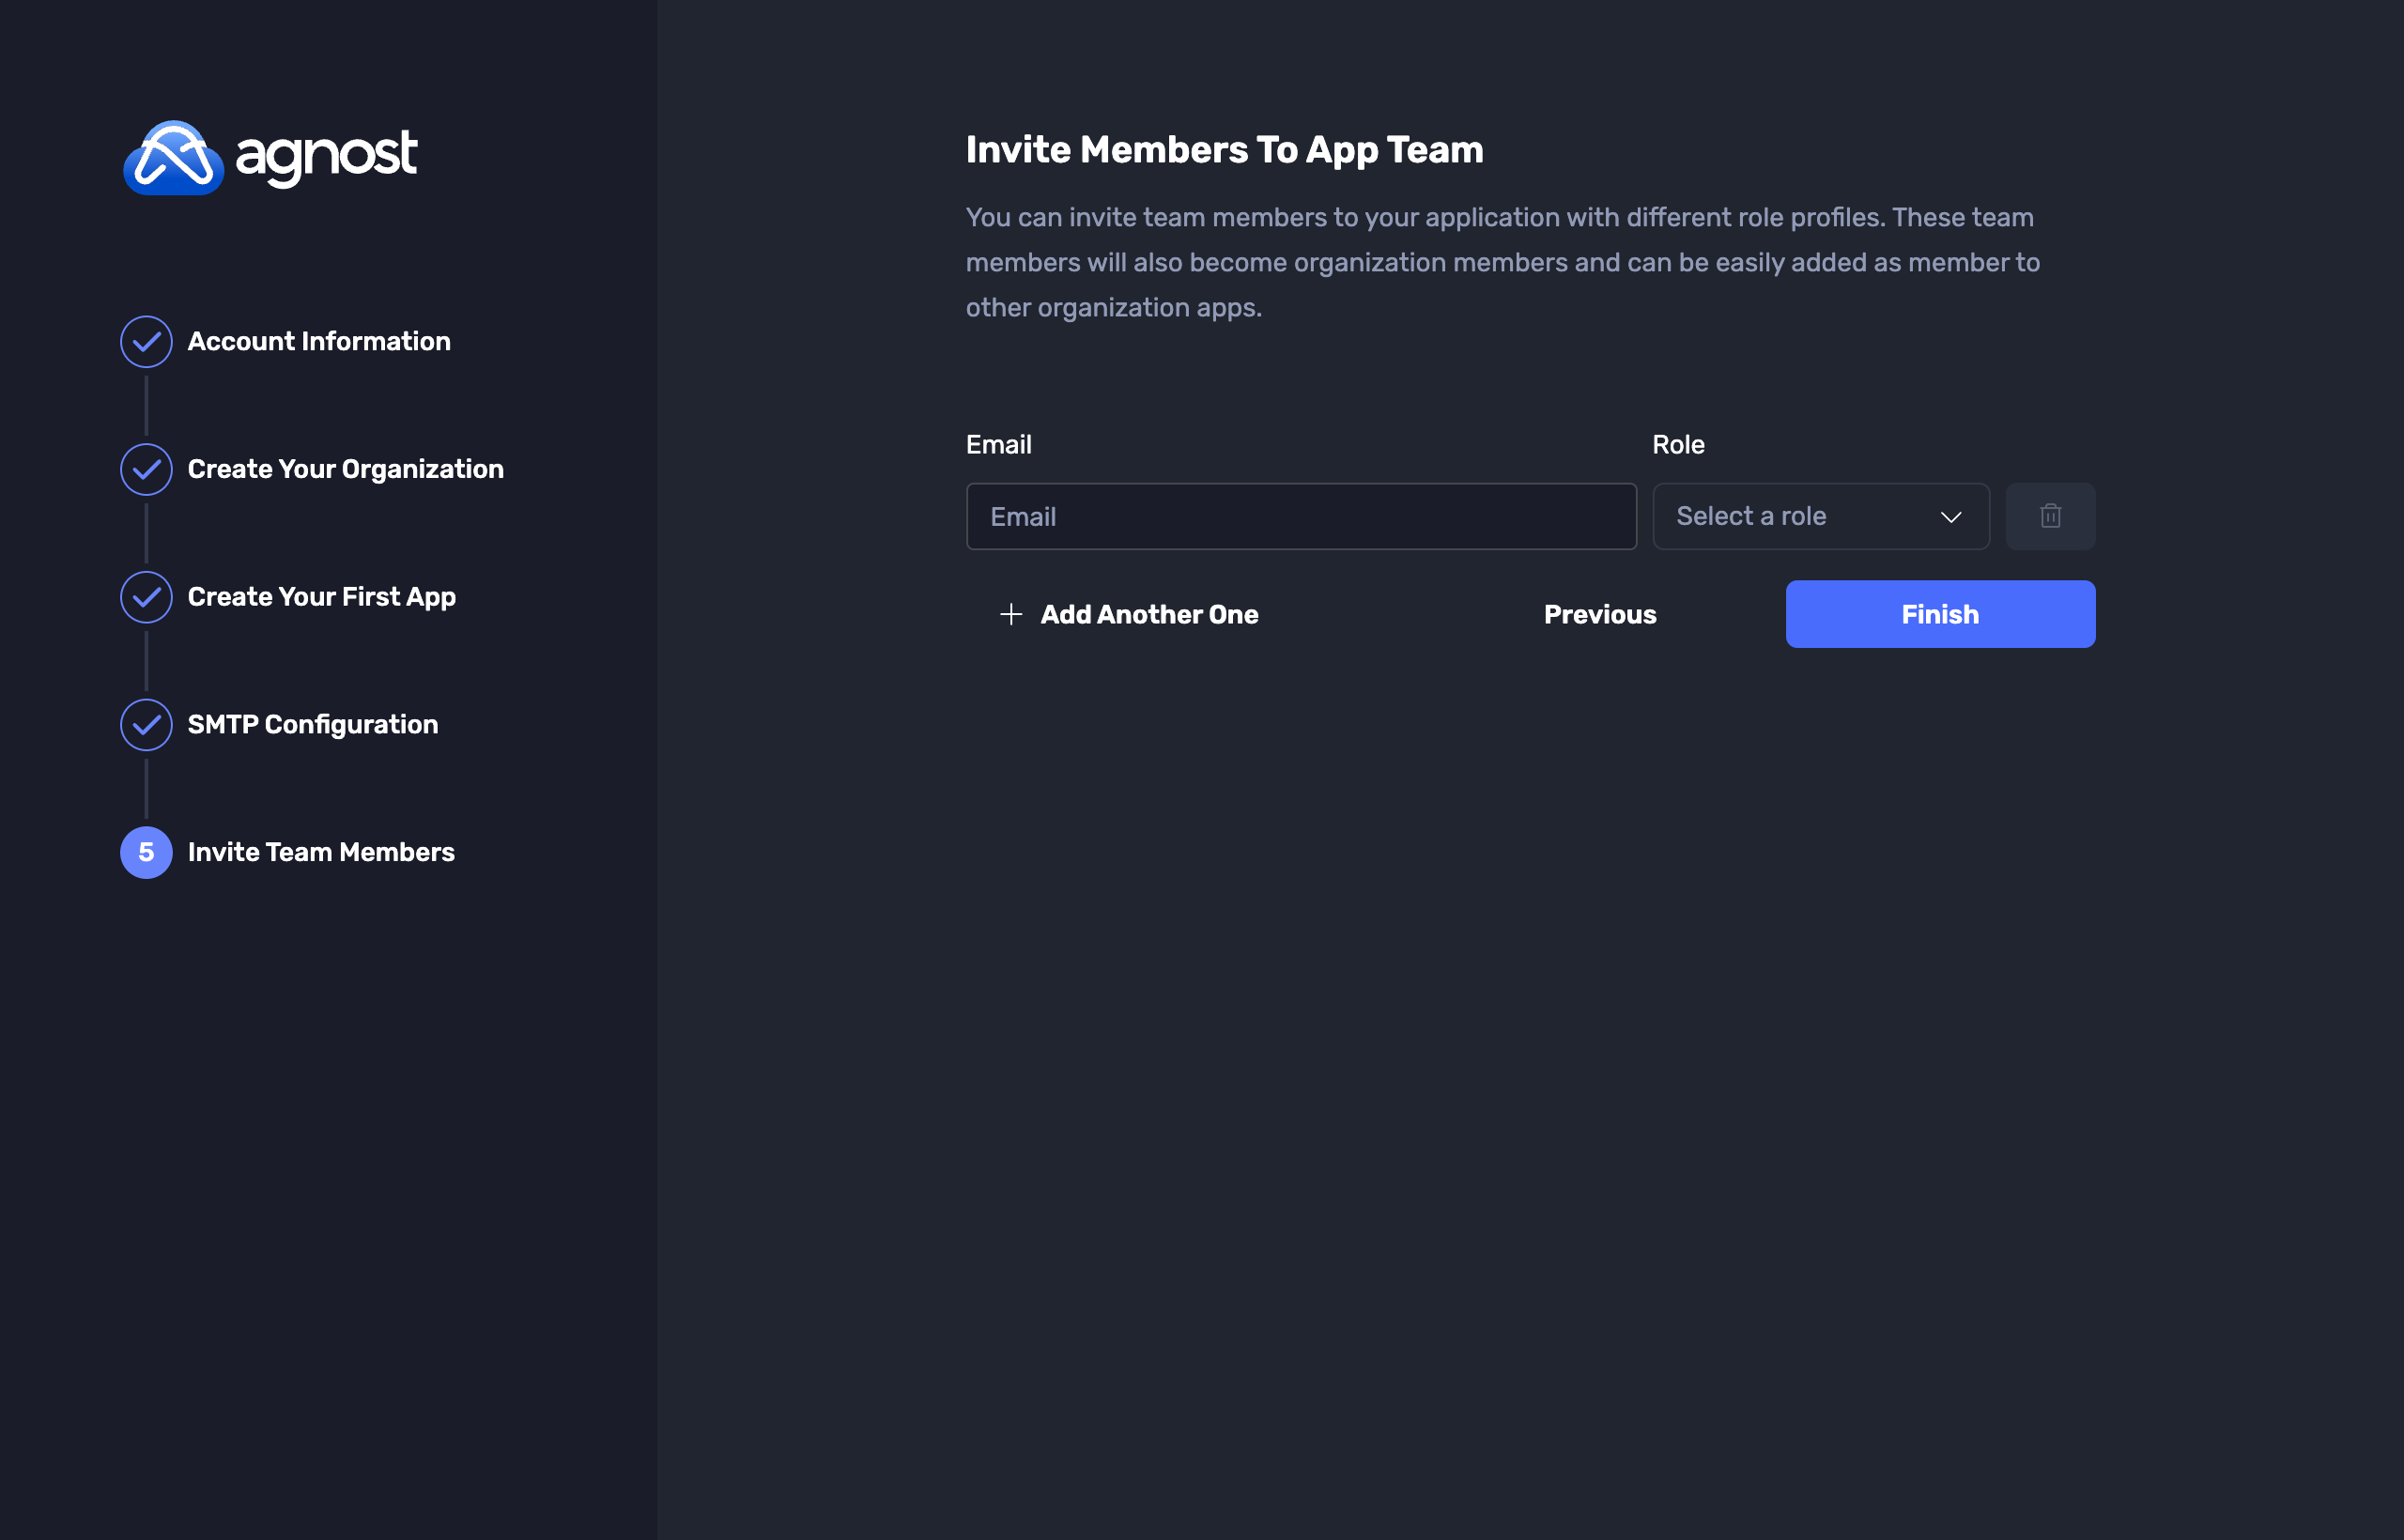 agnost
Account Information
Create Your Organization
Create Your First App
SMTP Configuration
5 Invite Team Members
Invite Members To App Team
You can invite team members to your application with different role profiles. These team
members will also become organization members and can be easily added as member to
other organization apps.
Email Role
Email Select a role
Add Another One Previous Finish